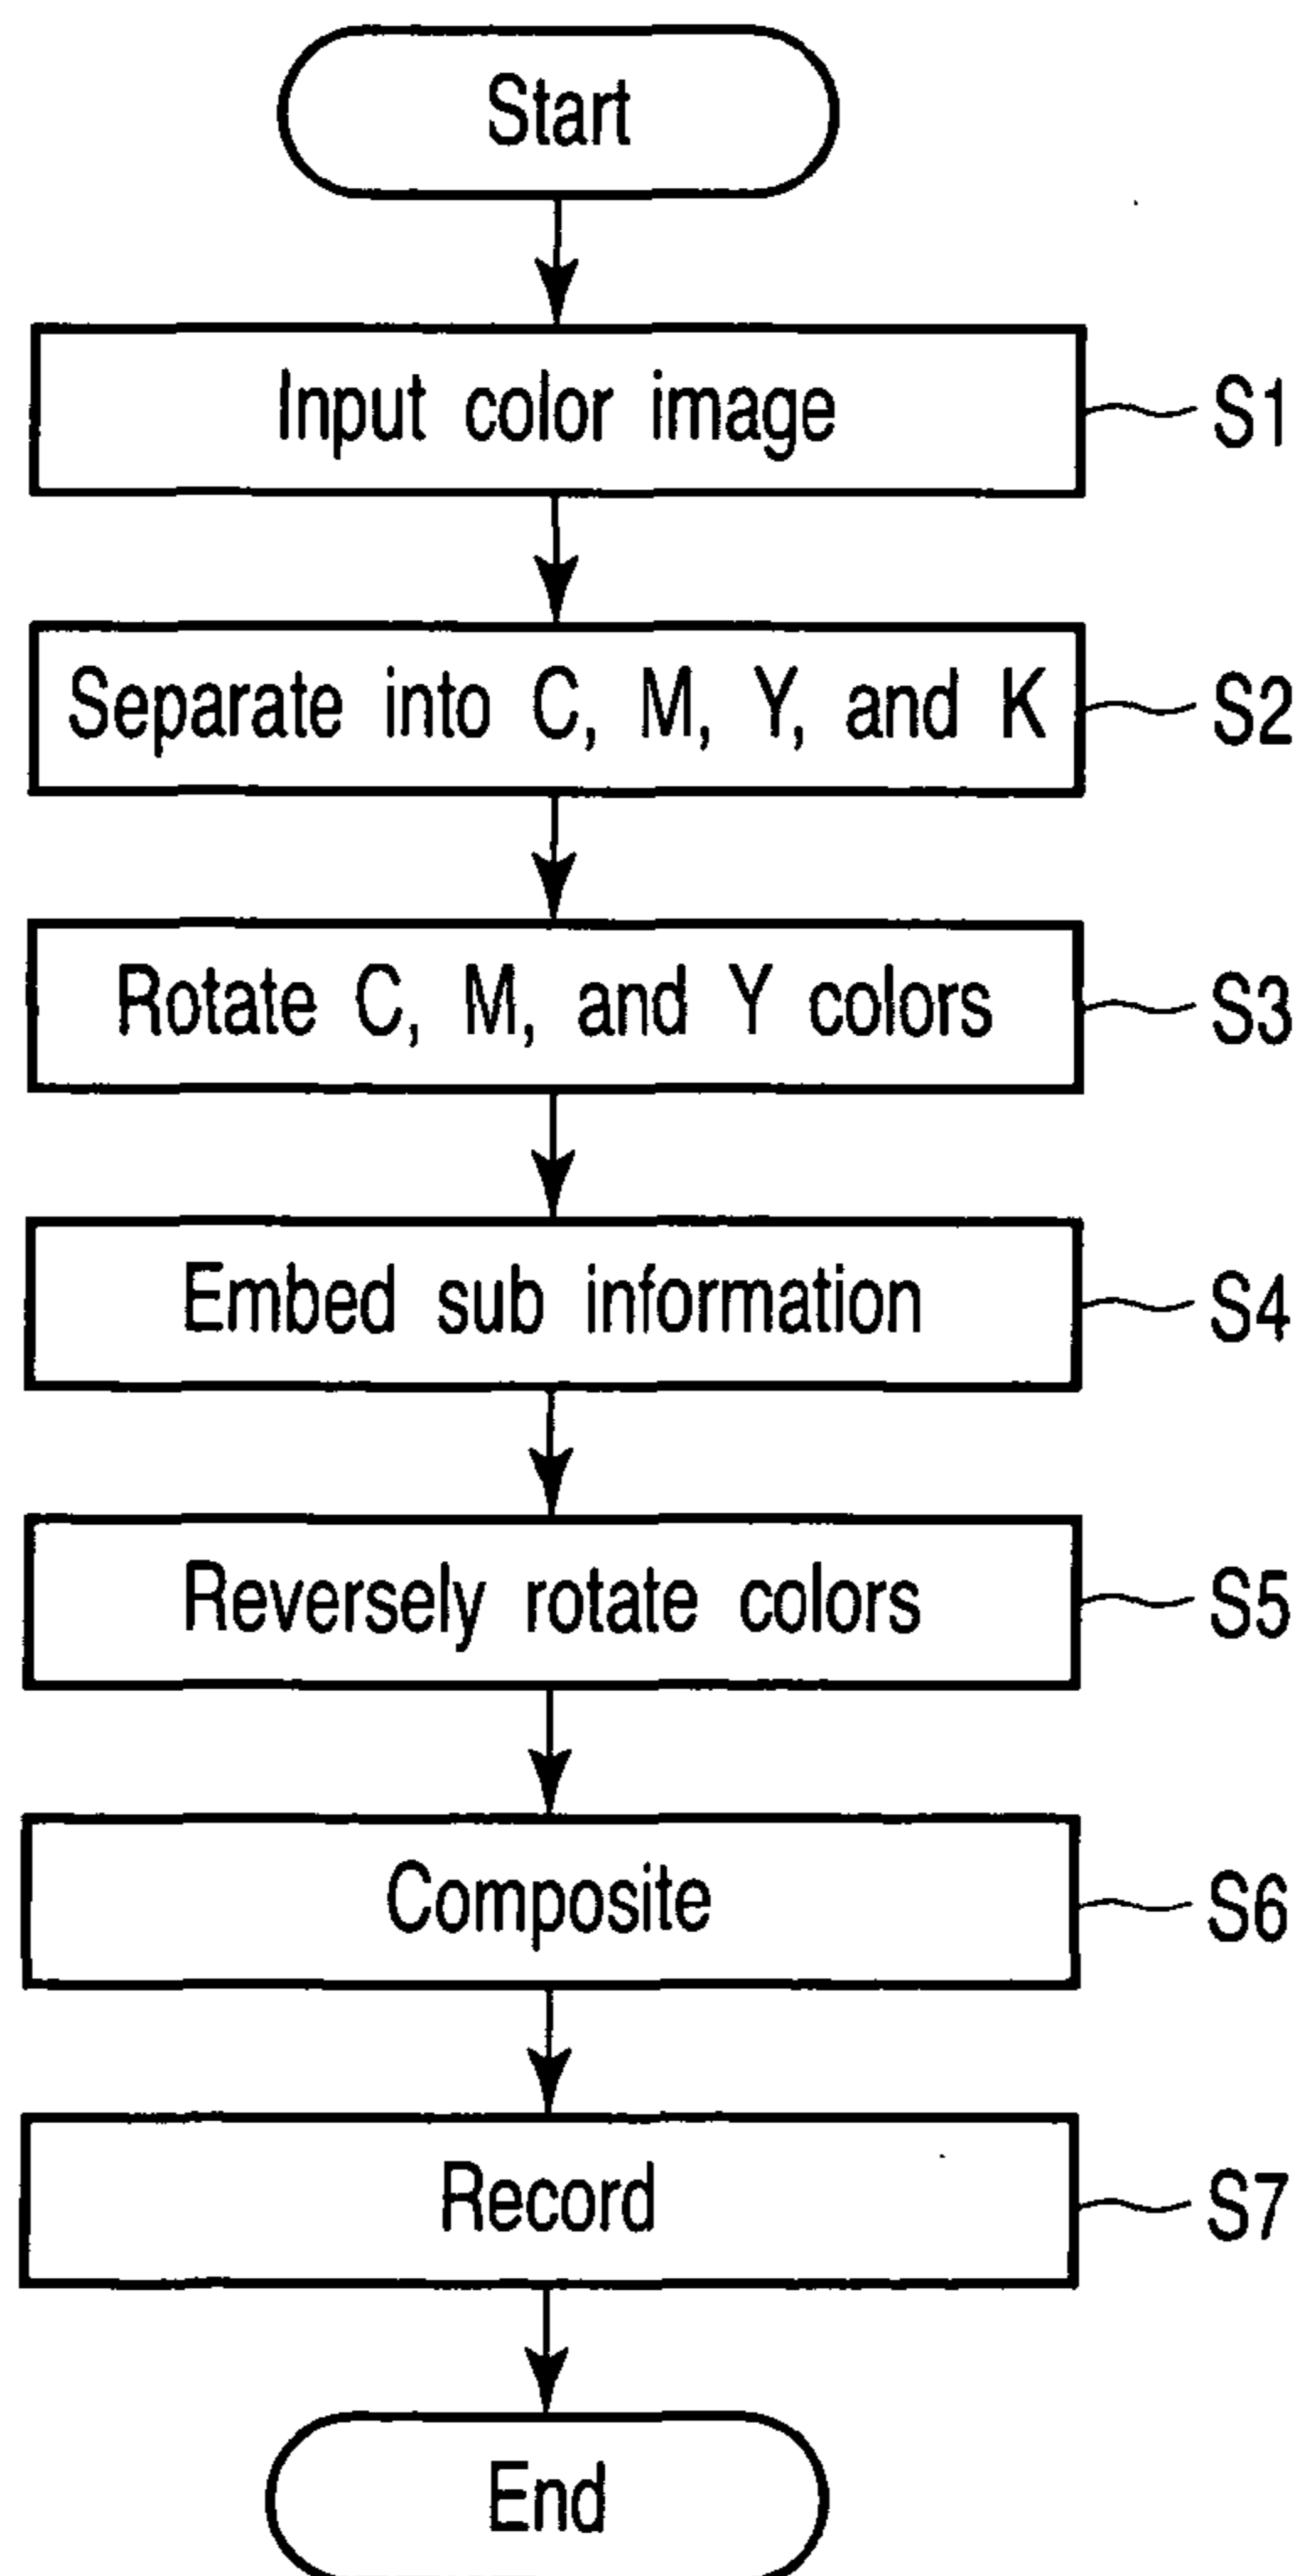 Start
Input color image
S1
Separate into C, M, Y, and K
S2
Rotate C, M, and Y colors
S3
Embed sub information
S4
Reversely rotate colors
S5
Composite
S6
Record
S7
End